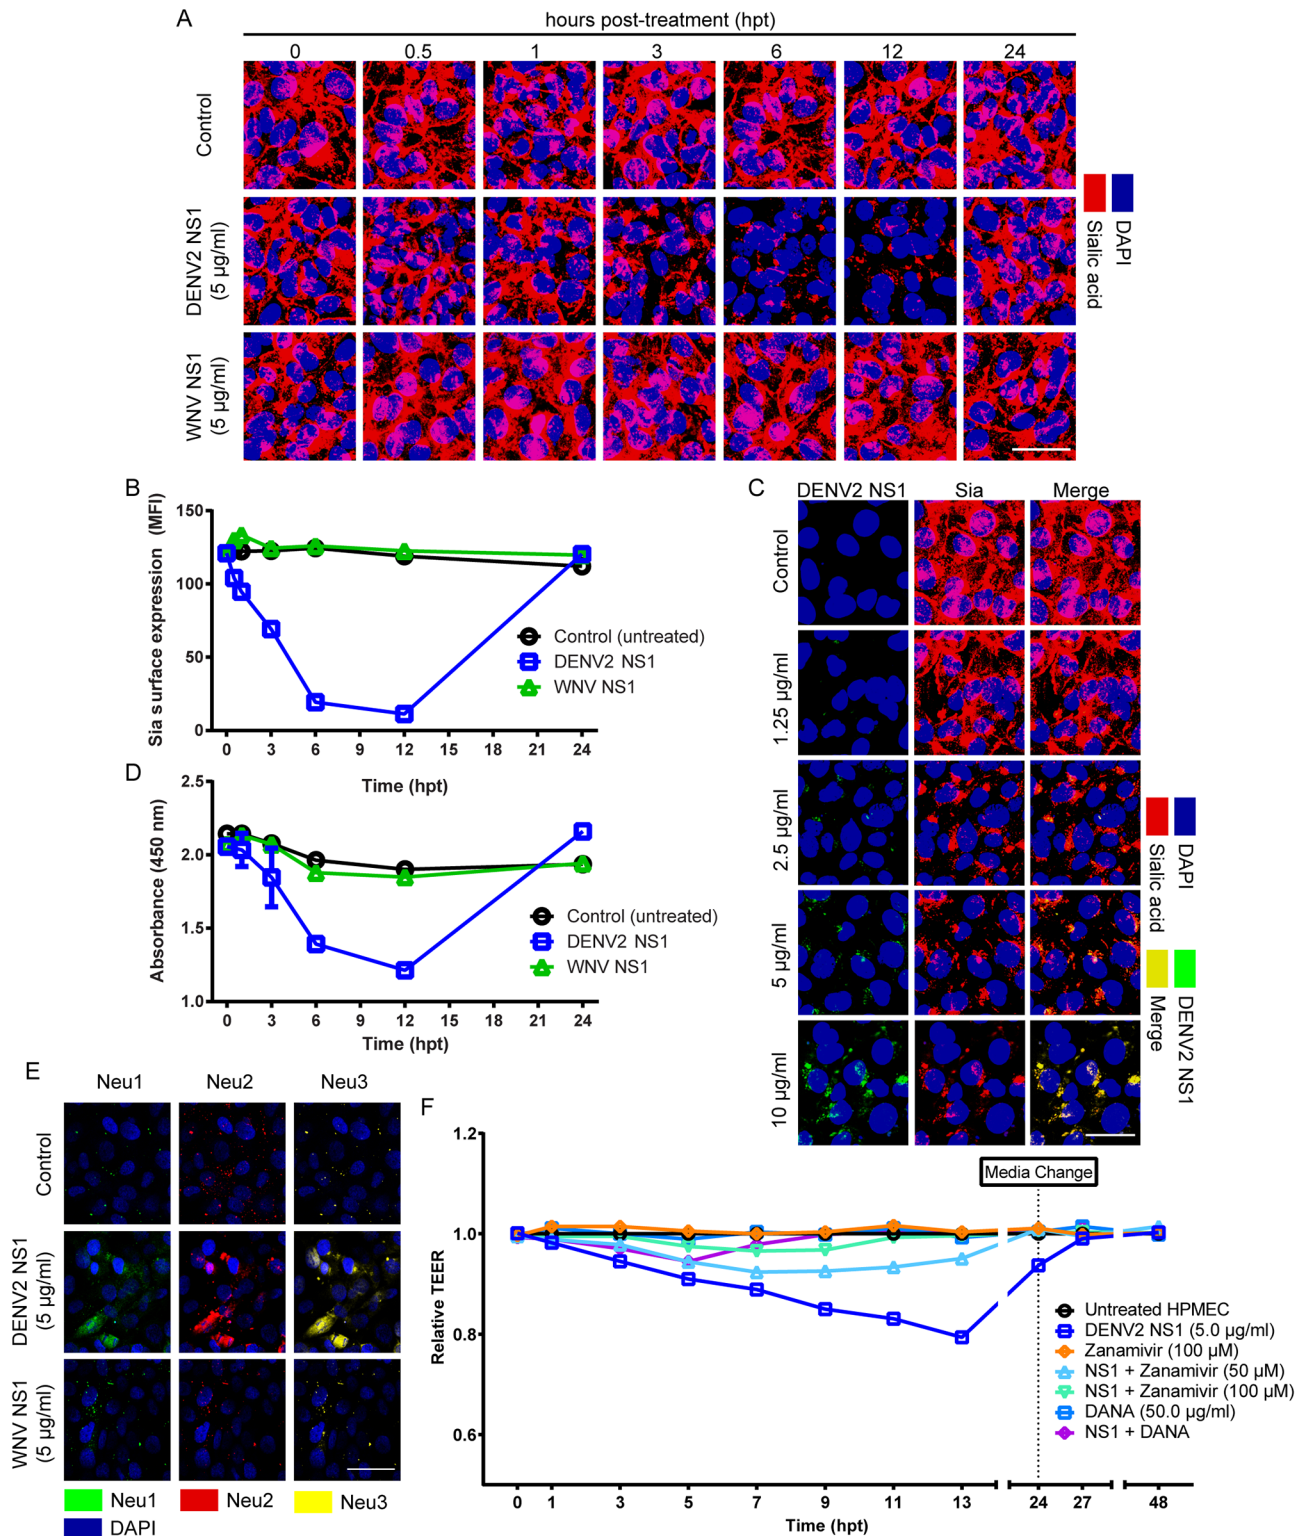 A
hours post-treatment (hpt)
0 0.5 1 3 6 12 24
Control
DENV2 NS1
(5 µg/ml)
WNV NS1
(5 µg/ml)
Sialic acid
DAPI
B
Sia surface expression (MFI)
150
100
50
0
0 3 6 9 12 15 18 21 24
Time (hpt)
Control (untreated)
DENV2 NS1
WNV NS1
C
DENV2 NS1 Sia Merge
Control
1.25 µg/ml
2.5 µg/ml
5 µg/ml
10 µg/ml
Sialic acid
DAPI
Merge
DENV2 NS1
D
Absorbance (450 nm)
2.5
2.0
1.5
1.0
0 3 6 9 12 15 18 21 24
Time (hpt)
Control (untreated)
DENV2 NS1
WNV NS1
E
Neu1 Neu2 Neu3
Control
DENV2 NS1
(5 µg/ml)
WNV NS1
(5 µg/ml)
Neu1 Neu2 Neu3
DAPI
F
Relative TEER
1.2
1.0
0.8
0.6
Media Change
Untreated HPMEC
DENV2 NS1 (5.0 µg/ml)
Zanamivir (100 µM)
NS1 + Zanamivir (50 µM)
NS1 + Zanamivir (100 µM)
DANA (50.0 µg/ml)
NS1 + DANA
0 1 3 5 7 9 11 13 24 27 48
Time (hpt)